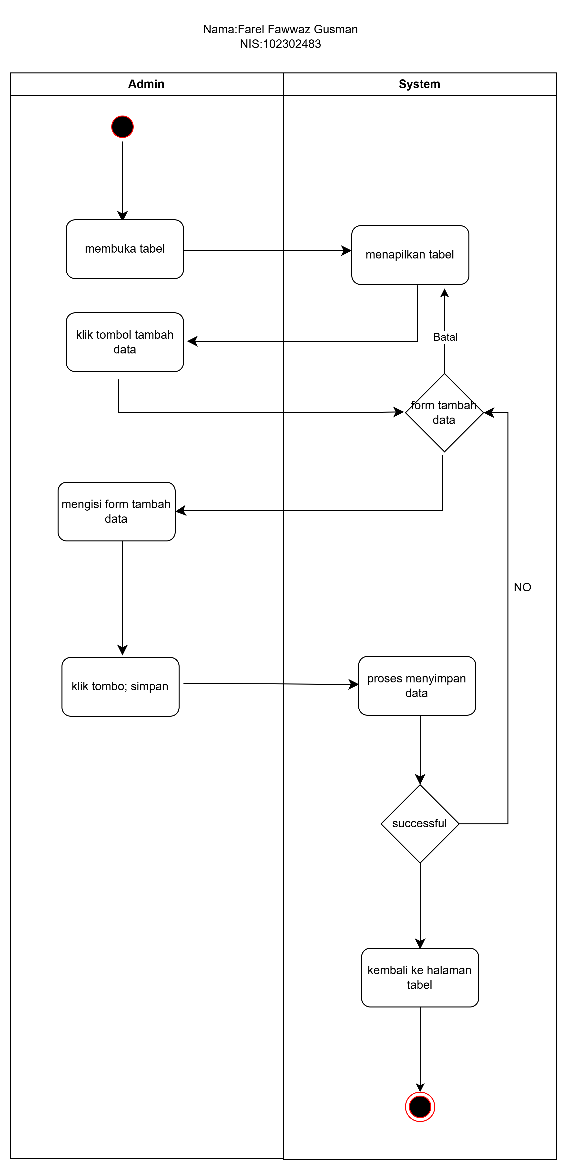 Nama:Farel Fawwaz Gusman
NIS:102302483
Admin
System
membuka tabel
menapilkan tabel
klik tombol tambah
data
Batal
form tambah
data
mengisi form tambah
data
NO
klik tombo; simpan
proses menyimpan
data
successful
kembali ke halaman
tabel